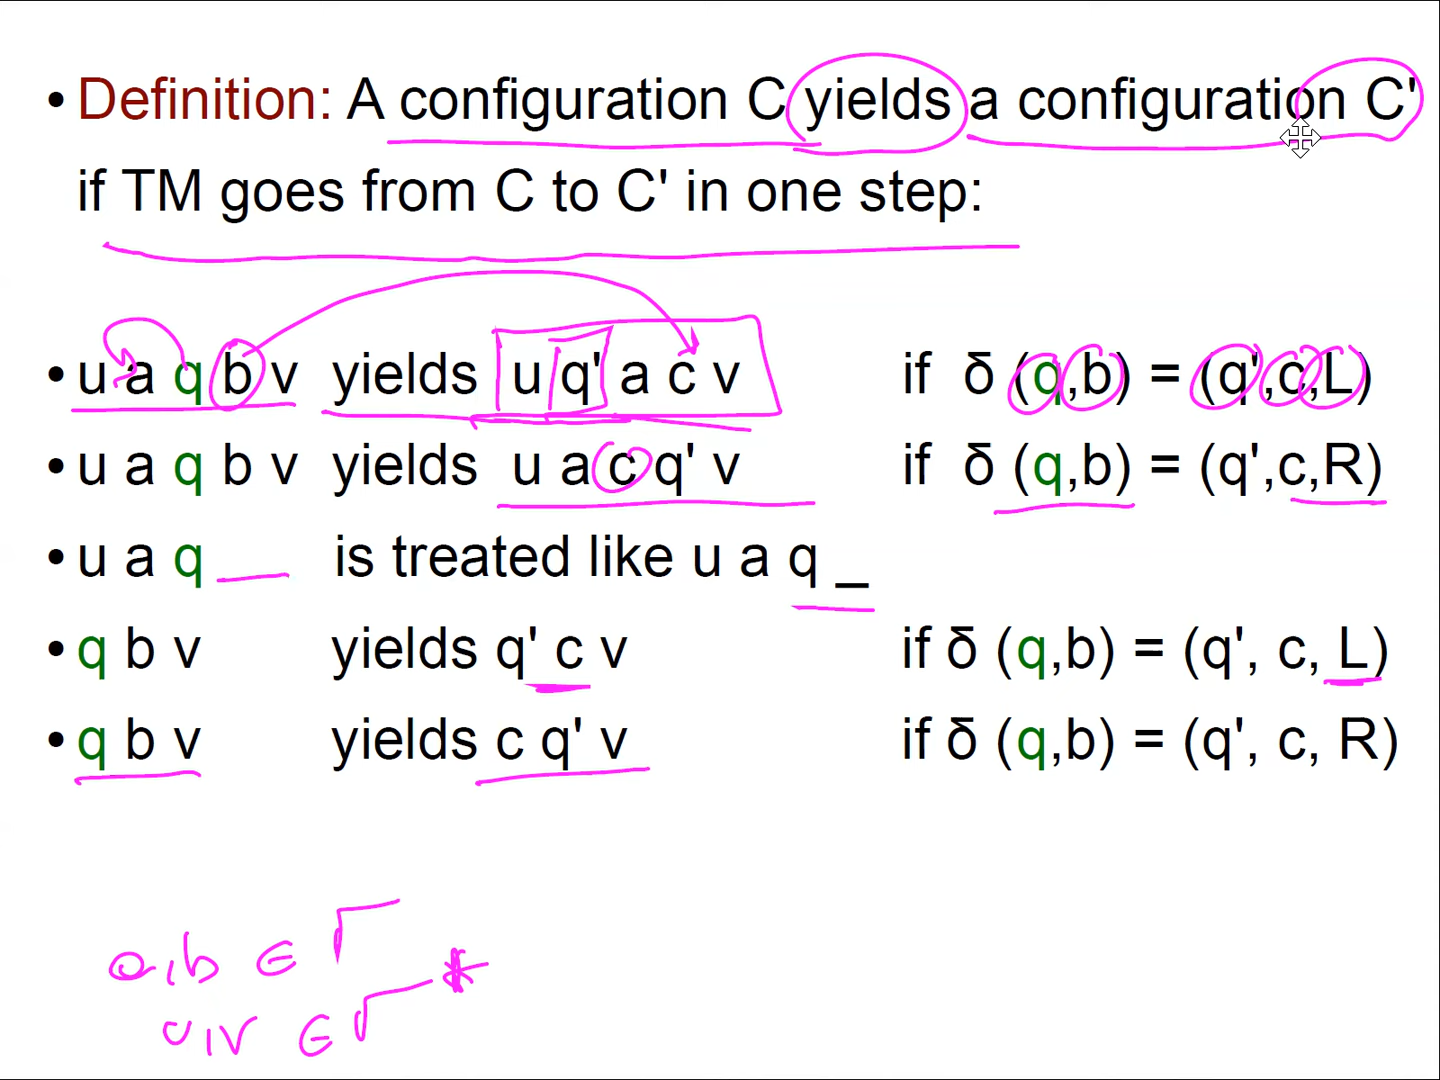 • Definition: A configuration C yields a configuration C'
if TM goes from C to C' in one step:
• u a q b v yields u q' a c v if δ (q,b) = (q',c,L)
• u a q b v yields u a c q' v if δ (q,b) = (q',c,R)
• u a q is treated like u a q _
• q b v yields q' c v if δ (q,b) = (q', c, L)
• q b v yields c q' v if δ (q,b) = (q', c, R)
a,b ∈ Γ
u,v ∈ Γ*